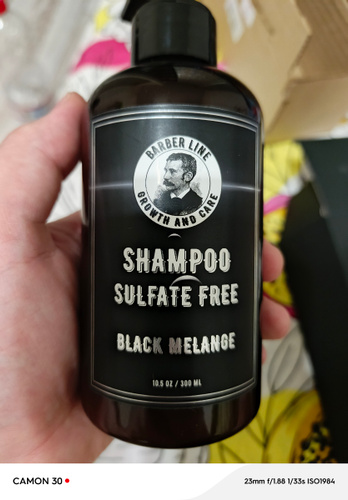 BARBER LINE
GROWTH AND CARE
SHAMPOO
SULFATE FREE
BLACK MELANGE
10.5 OZ / 300 ML
CAMON 30
23mm f/1.88 1/33s ISO1984